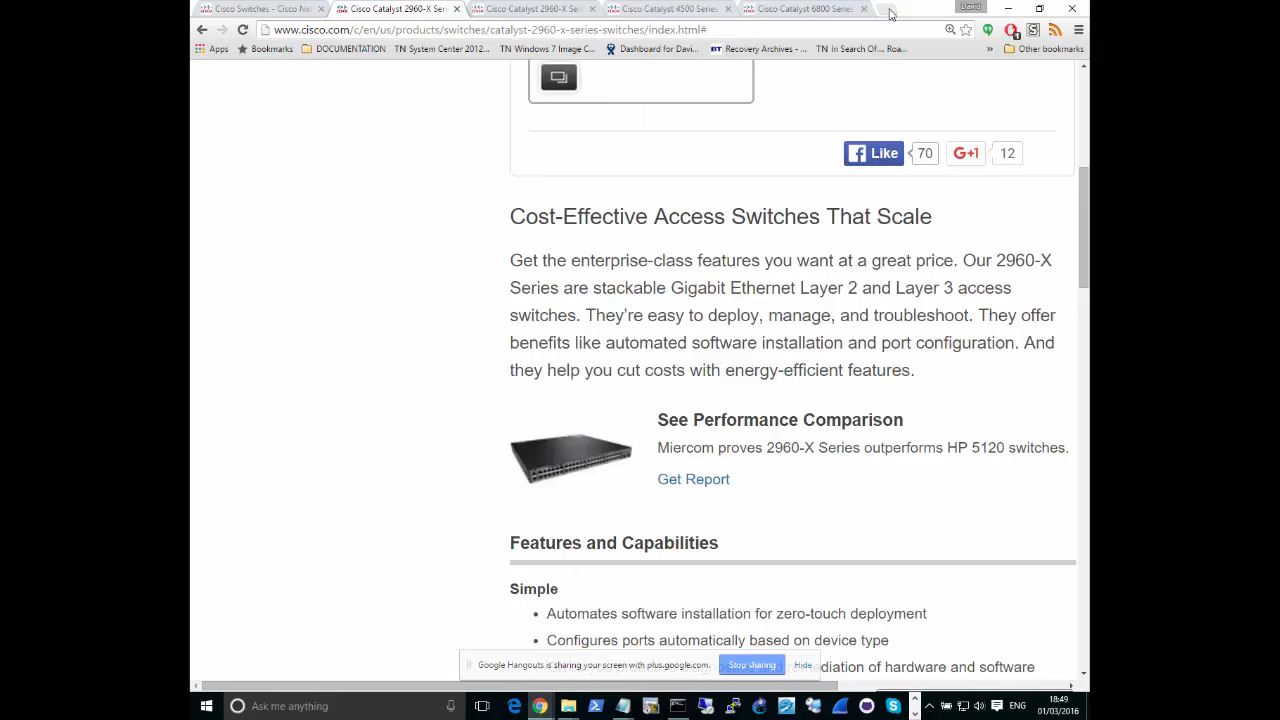 Cisco Switches - Cisco Net
Cisco Catalyst 2960-X Seri
Cisco Catalyst 2960-X Seri
Cisco Catalyst 4500 Series
Cisco Catalyst 6800 Series
David
www.cisco.com/c/en/us/products/switches/catalyst-2960-x-series-switches/index.html#
Apps
Bookmarks
DOCUMENTATION
TN System Center 2012...
TN Windows 7 Image C...
Dashboard for Davi...
BT Recovery Archives - ...
TN In Search Of... Roa...
»
Other bookmarks
Like
70
G+1
12
Cost-Effective Access Switches That Scale
Get the enterprise-class features you want at a great price. Our 2960-X
Series are stackable Gigabit Ethernet Layer 2 and Layer 3 access
switches. They're easy to deploy, manage, and troubleshoot. They offer
benefits like automated software installation and port configuration. And
they help you cut costs with energy-efficient features.
See Performance Comparison
Miercom proves 2960-X Series outperforms HP 5120 switches.
Get Report
Features and Capabilities
Simple
• Automates software installation for zero-touch deployment
• Configures ports automatically based on device type
diation of hardware and software
Google Hangouts is sharing your screen with plus.google.com.
Stop sharing
Hide
Ask me anything
ENG
18:49
01/03/2016